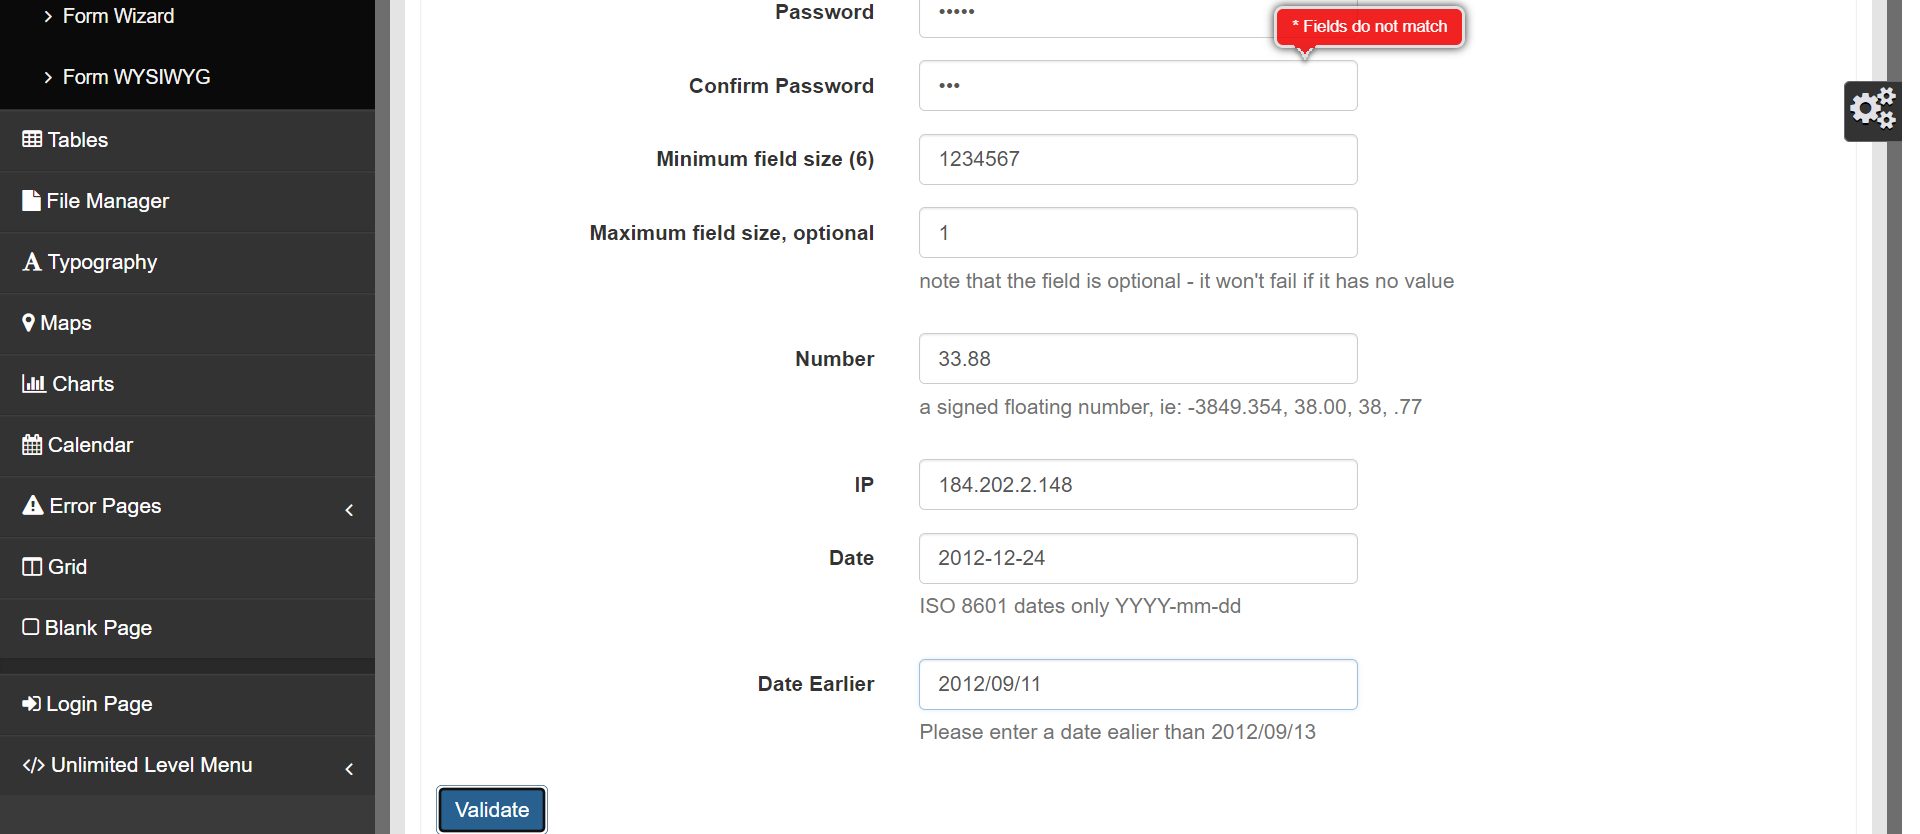 Form Wizard
Form WYSIWYG
Tables
File Manager
Typography
Maps
Charts
Calendar
Error Pages
Grid
Blank Page
Login Page
Unlimited Level Menu
Password •••••
* Fields do not match
Confirm Password •••
Minimum field size (6) 1234567
Maximum field size, optional 1
note that the field is optional - it won't fail if it has no value
Number 33.88
a signed floating number, ie: -3849.354, 38.00, 38, .77
IP 184.202.2.148
Date 2012-12-24
ISO 8601 dates only YYYY-mm-dd
Date Earlier 2012/09/11
Please enter a date ealier than 2012/09/13
Validate